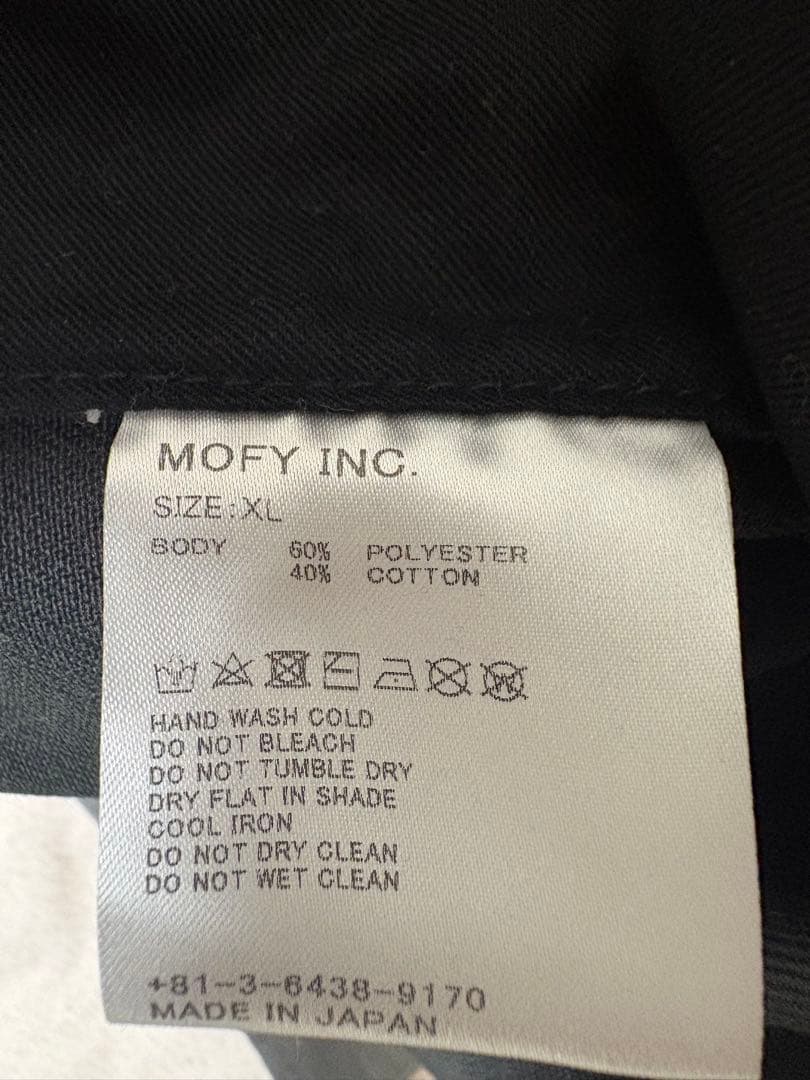 MOFY INC.
SIZE:XL
BODY 60% POLYESTER
40% COTTON
HAND WASH COLD
DO NOT BLEACH
DO NOT TUMBLE DRY
DRY FLAT IN SHADE
COOL IRON
DO NOT DRY CLEAN
DO NOT WET CLEAN
+81-3-6438-9170
MADE IN JAPAN